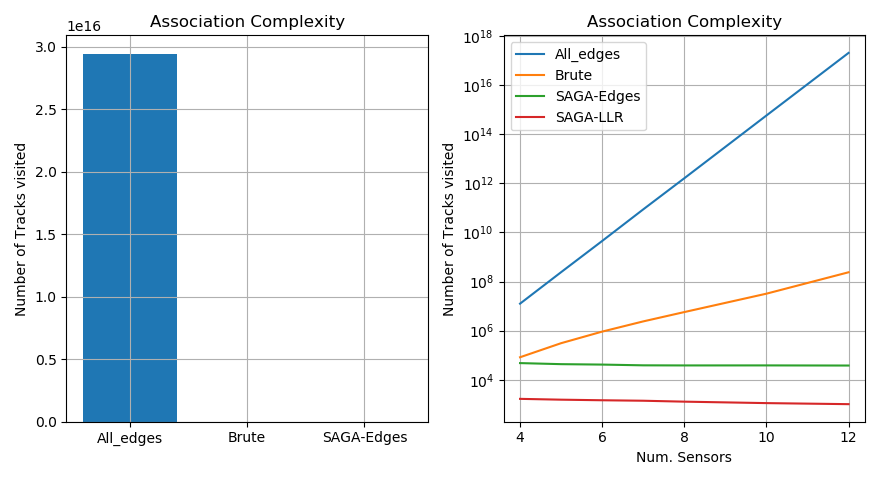 Association Complexity
1e16
Number of Tracks visited
3.0
2.5
2.0
1.5
1.0
0.5
0.0
All_edges
Brute
SAGA-Edges
Association Complexity
Number of Tracks visited
10^18
10^16
10^14
10^12
10^10
10^8
10^6
10^4
All_edges
Brute
SAGA-Edges
SAGA-LLR
4 6 8 10 12
Num. Sensors